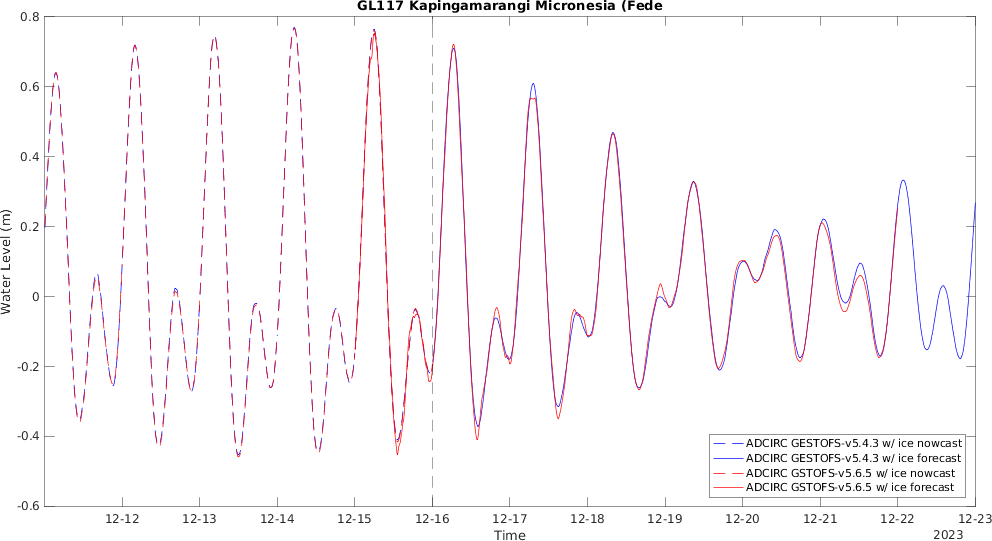 GL117 Kapingamarangi Micronesia (Fede
0.8
0.6
0.4
0.2
0
-0.2
-0.4
-0.6
Water Level (m)
ADCIRC GESTOFS-v5.4.3 w/ ice nowcast
ADCIRC GESTOFS-v5.4.3 w/ ice forecast
ADCIRC GSTOFS-v5.6.5 w/ ice nowcast
ADCIRC GSTOFS-v5.6.5 w/ ice forecast
12-12 12-13 12-14 12-15 12-16 12-17 12-18 12-19 12-20 12-21 12-22 12-23
Time
2023